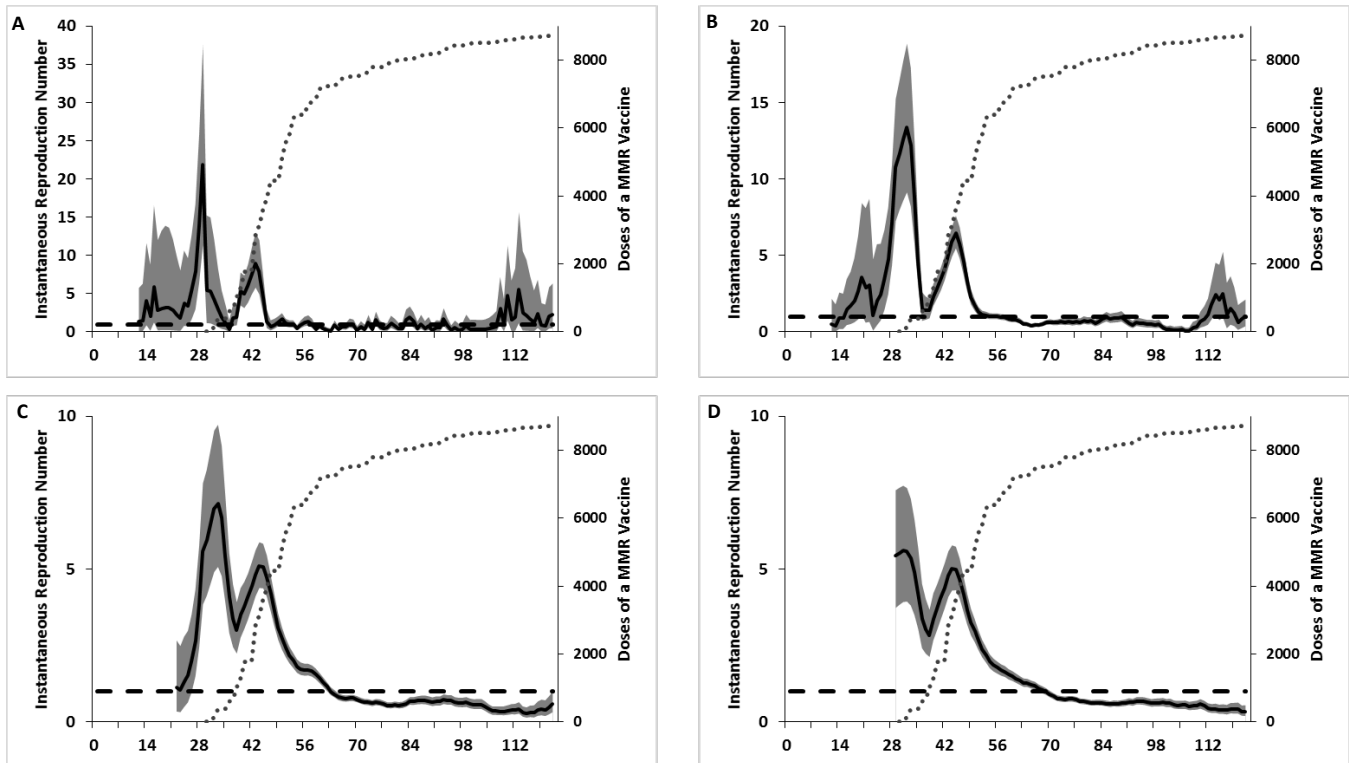 A
Instantaneous Reproduction Number
40
35
30
25
20
15
10
5
0
0 14 28 42 56 70 84 98 112
8000
6000
4000
2000
0
Doses of a MMR Vaccine
B
Instantaneous Reproduction Number
20
15
10
5
0
0 14 28 42 56 70 84 98 112
8000
6000
4000
2000
0
Doses of a MMR Vaccine
C
Instantaneous Reproduction Number
10
5
0
0 14 28 42 56 70 84 98 112
8000
6000
4000
2000
0
Doses of a MMR Vaccine
D
Instantaneous Reproduction Number
10
5
0
0 14 28 42 56 70 84 98 112
8000
6000
4000
2000
0
Doses of a MMR Vaccine